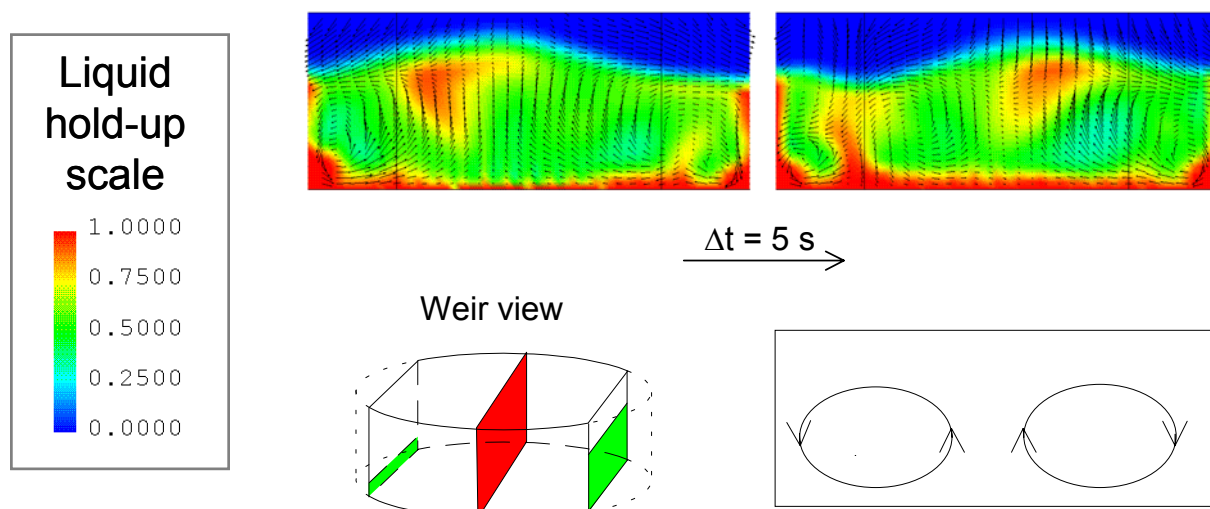 Liquid
hold-up
scale
1.0000
0.7500
0.5000
0.2500
0.0000
Δt = 5 s
Weir view